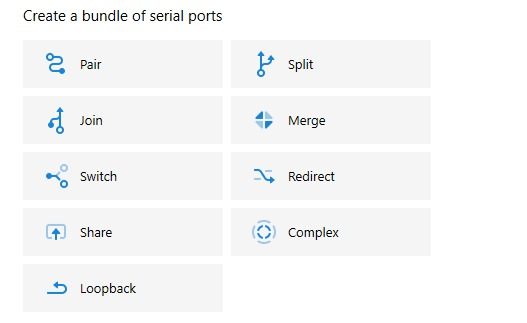 Create a bundle of serial ports
Pair
Split
Join
Merge
Switch
Redirect
Share
Complex
Loopback